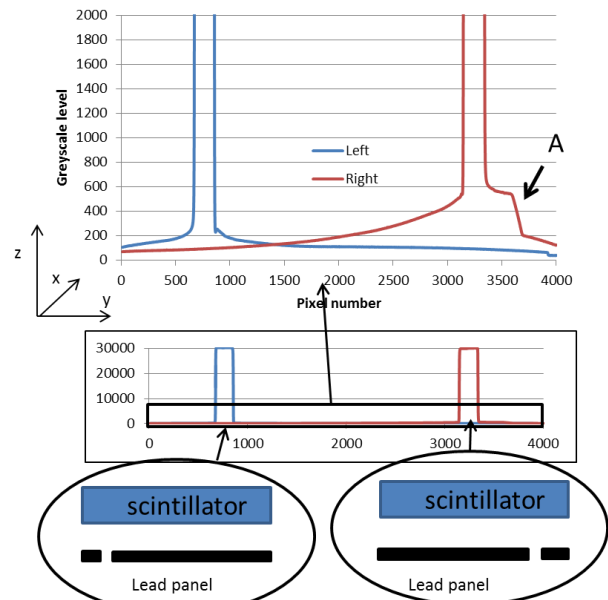 2000
1800
1600
1400
1200
1000
800
600
400
200
0
Greyscale level
Left
Right
A
0 500 1000 1500 2000 2500 3000 3500 4000
Pixel number
z
x
y
30000
20000
10000
0
0 1000 2000 3000 4000
scintillator
scintillator
Lead panel
Lead panel